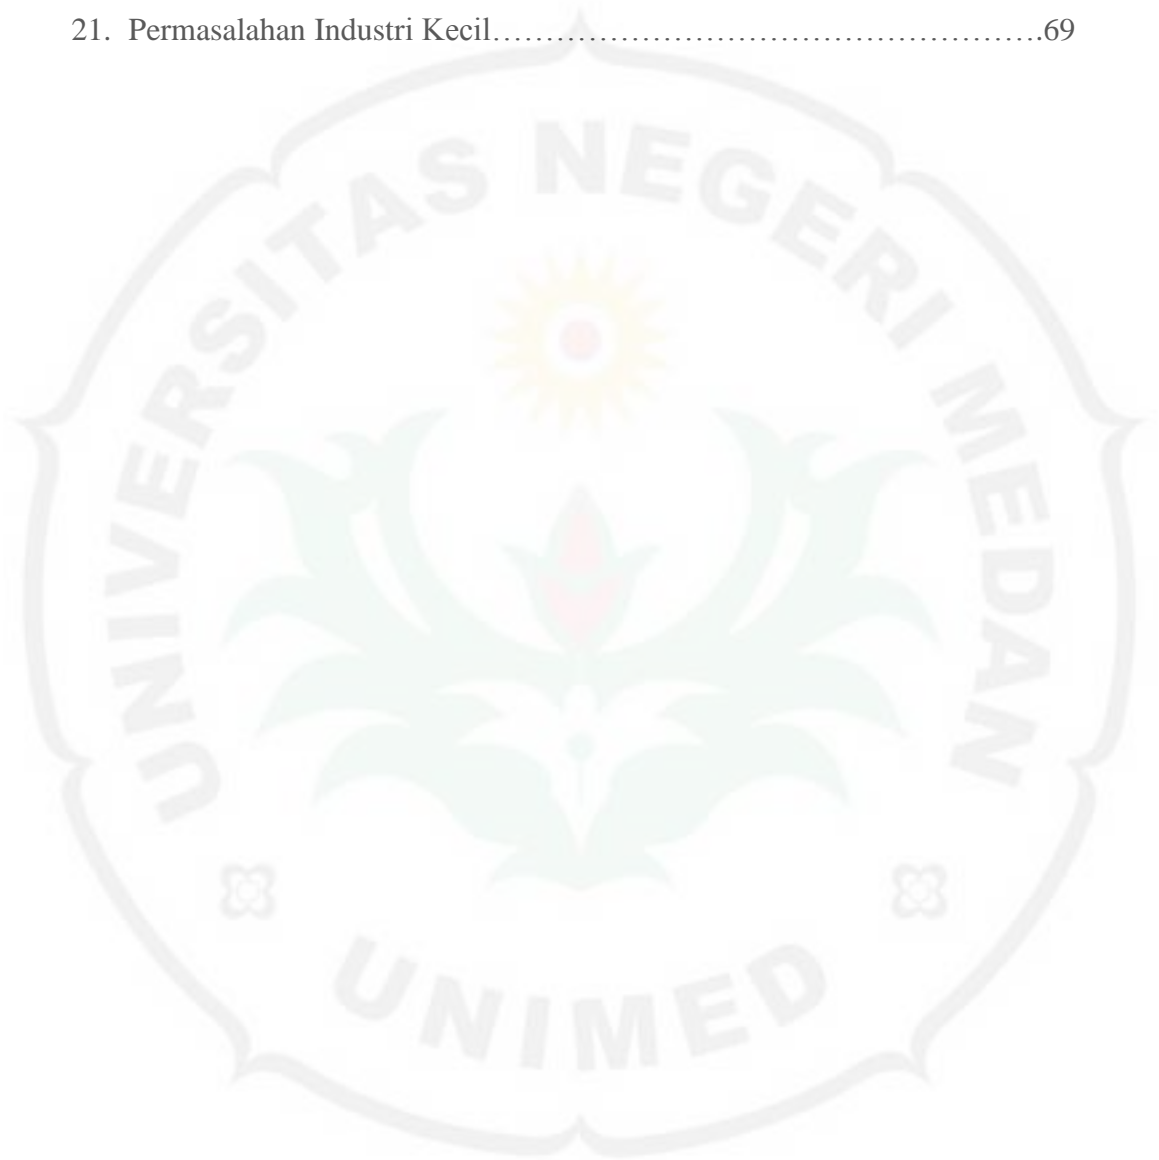 21. Permasalahan Industri Kecil……………………………………………….69
UNIVERSITAS NEGERI MEDAN
UNIMED